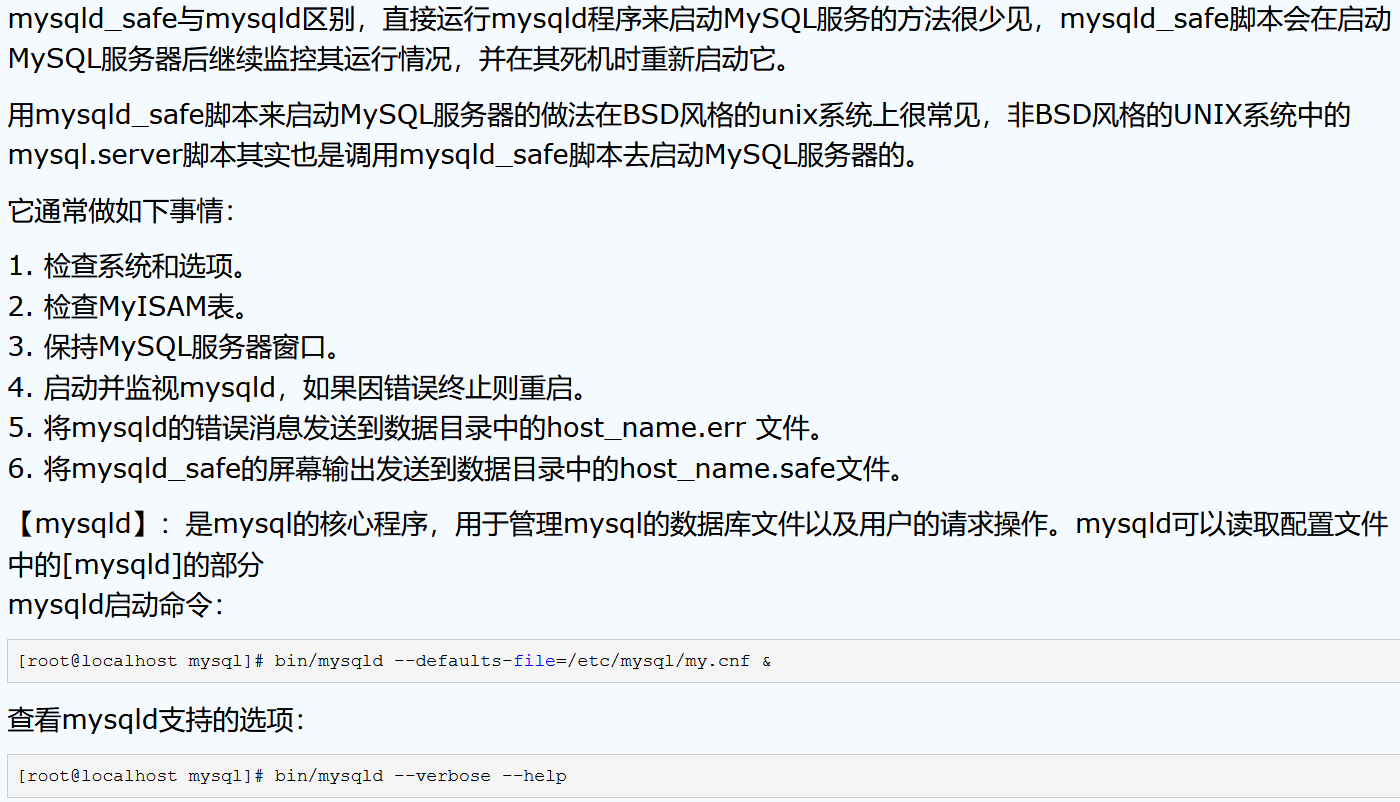 mysqld_safe与mysqld区别，直接运行mysqld程序来启动MySQL服务的方法很少见，mysqld_safe脚本会在启动
MySQL服务器后继续监控其运行情况，并在其死机时重新启动它。
用mysqld_safe脚本来启动MySQL服务器的做法在BSD风格的unix系统上很常见，非BSD风格的UNIX系统中的
mysql.server脚本其实也是调用mysqld_safe脚本去启动MySQL服务器的。
它通常做如下事情：
1. 检查系统和选项。
2. 检查MyISAM表。
3. 保持MySQL服务器窗口。
4. 启动并监视mysqld，如果因错误终止则重启。
5. 将mysqld的错误消息发送到数据目录中的host_name.err 文件。
6. 将mysqld_safe的屏幕输出发送到数据目录中的host_name.safe文件。
【mysqld】：是mysql的核心程序，用于管理mysql的数据库文件以及用户的请求操作。mysqld可以读取配置文件
中的[mysqld]的部分
mysqld启动命令：
[root@localhost mysql]# bin/mysqld --defaults-file=/etc/mysql/my.cnf &
查看mysqld支持的选项：
[root@localhost mysql]# bin/mysqld --verbose --help